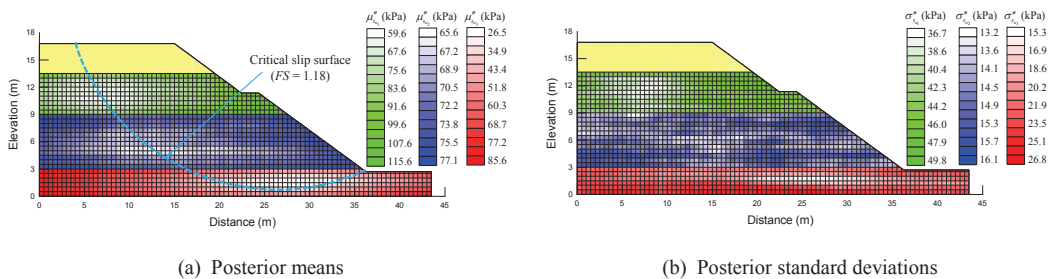 μ″su1 (kPa) μ″su2 (kPa) μ″su3 (kPa)
59.6 65.6 26.5
67.6 67.2 34.9
75.6 68.9 43.4
83.6 70.5 51.8
91.6 72.2 60.3
99.6 73.8 68.7
107.6 75.5 77.2
115.6 77.1 85.6
Critical slip surface
(FS = 1.18)
Elevation (m)
18
15
12
9
6
3
0
0 5 10 15 20 25 30 35 40 45
Distance (m)
(a) Posterior means
(kPa) (kPa) (kPa)
36.7 13.2 15.3
38.6 13.6 16.9
40.4 14.1 18.6
42.3 14.5 20.2
44.2 14.9 21.9
46.0 15.3 23.5
47.9 15.7 25.1
49.8 16.1 26.8
Elevation (m)
18
15
12
9
6
3
0
0 5 10 15 20 25 30 35 40 45
Distance (m)
(b) Posterior standard deviations